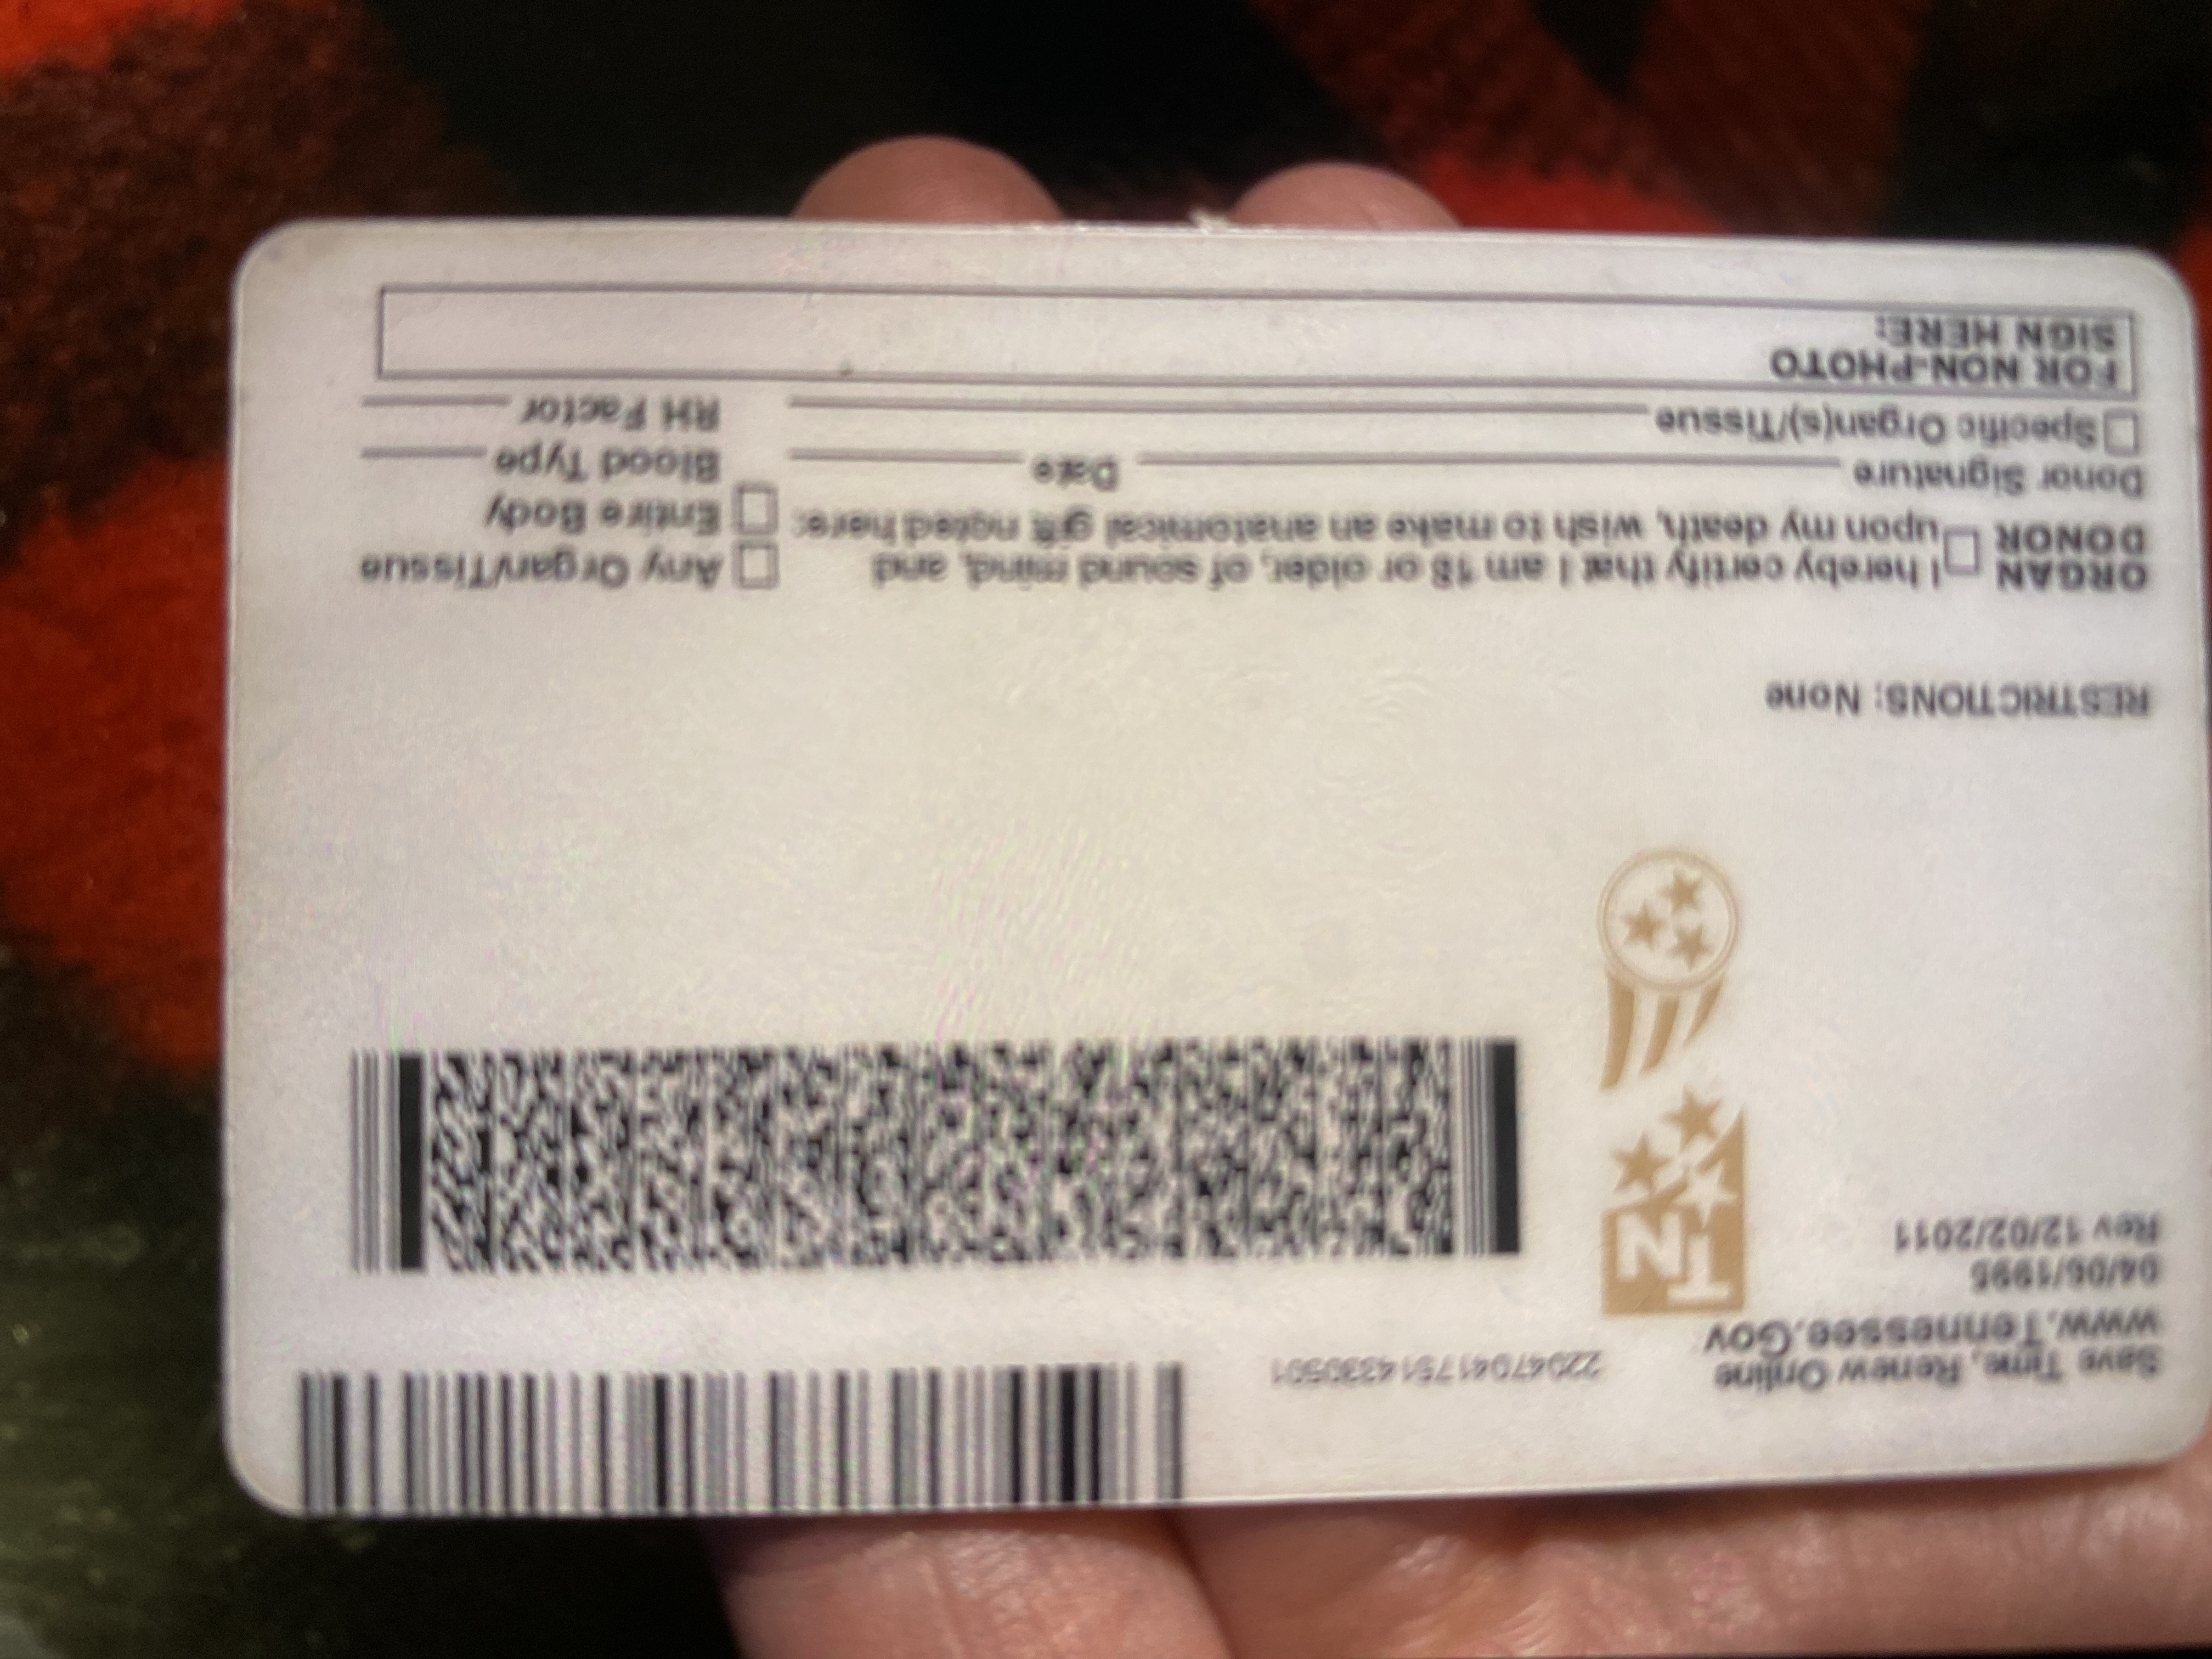 Save Time, Renew Online
www.Tennessee.Gov
04/06/1995
Rev 12/02/2011
220470417514330501
TN
RESTRICTIONS: None
ORGAN DONOR
I hereby certify that I am 18 or older, of sound mind, and
upon my death, wish to make an anatomical gift noted here:
Any Organ/Tissue
Entire Body
Donor Signature Date Blood Type
Specific Organ(s)/Tissue RH Factor
FOR NON-PHOTO
SIGN HERE: